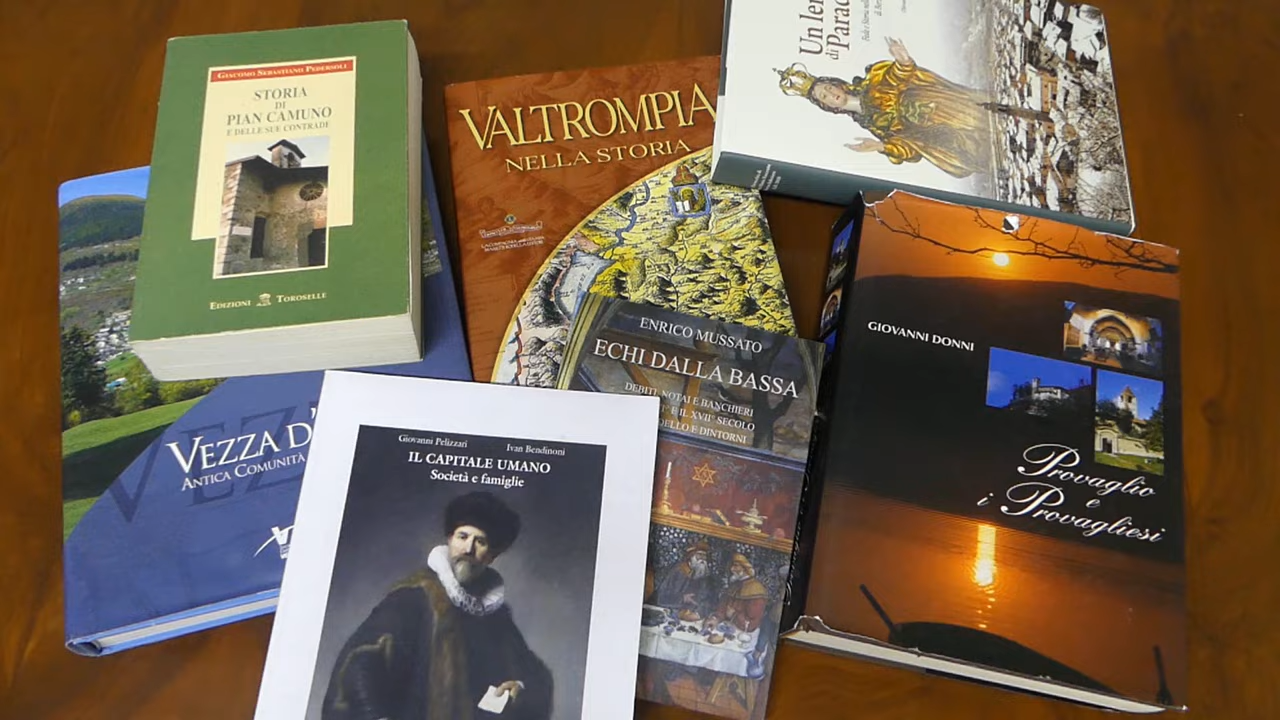 GIACOMO SEBASTIANO PEDERSOLI
STORIA
DI
PIAN CAMUNO
E DELLE SUE CONTRADE
EDIZIONI TOROSELLE
VALTROMPIA
NELLA STORIA
Un
di
GIOVANNI DONNI
Provaglio
e
i Provagliesi
ENRICO MUSSATO
ECHI DALLA BASSA
DEBITI, NOTAI E BANCHIERI
E IL XVII° SECOLO
E DINTORNI
VEZZA D'
ANTICA COMUNITÀ
Giovanni Pelizzari Ivan Bendinoni
IL CAPITALE UMANO
Società e famiglie